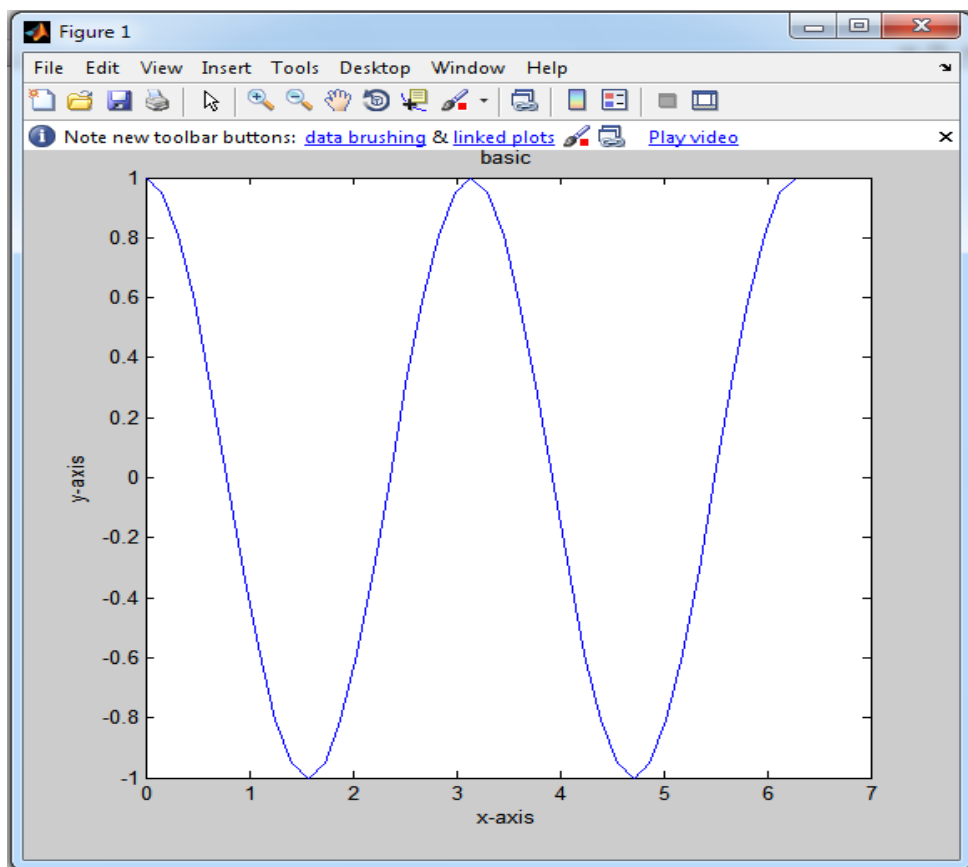 Figure 1
File Edit View Insert Tools Desktop Window Help
Note new toolbar buttons: data brushing & linked plots Play video
basic
1
0.8
0.6
0.4
0.2
0
-0.2
-0.4
-0.6
-0.8
-1
y-axis
0 1 2 3 4 5 6 7
x-axis